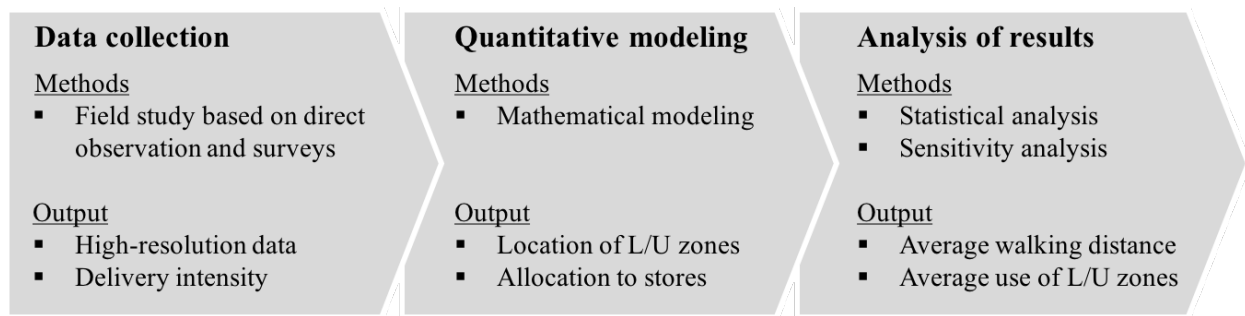 Data collection
Methods
▪ Field study based on direct
observation and surveys
Output
▪ High-resolution data
▪ Delivery intensity
Quantitative modeling
Methods
▪ Mathematical modeling
Output
▪ Location of L/U zones
▪ Allocation to stores
Analysis of results
Methods
▪ Statistical analysis
▪ Sensitivity analysis
Output
▪ Average walking distance
▪ Average use of L/U zones